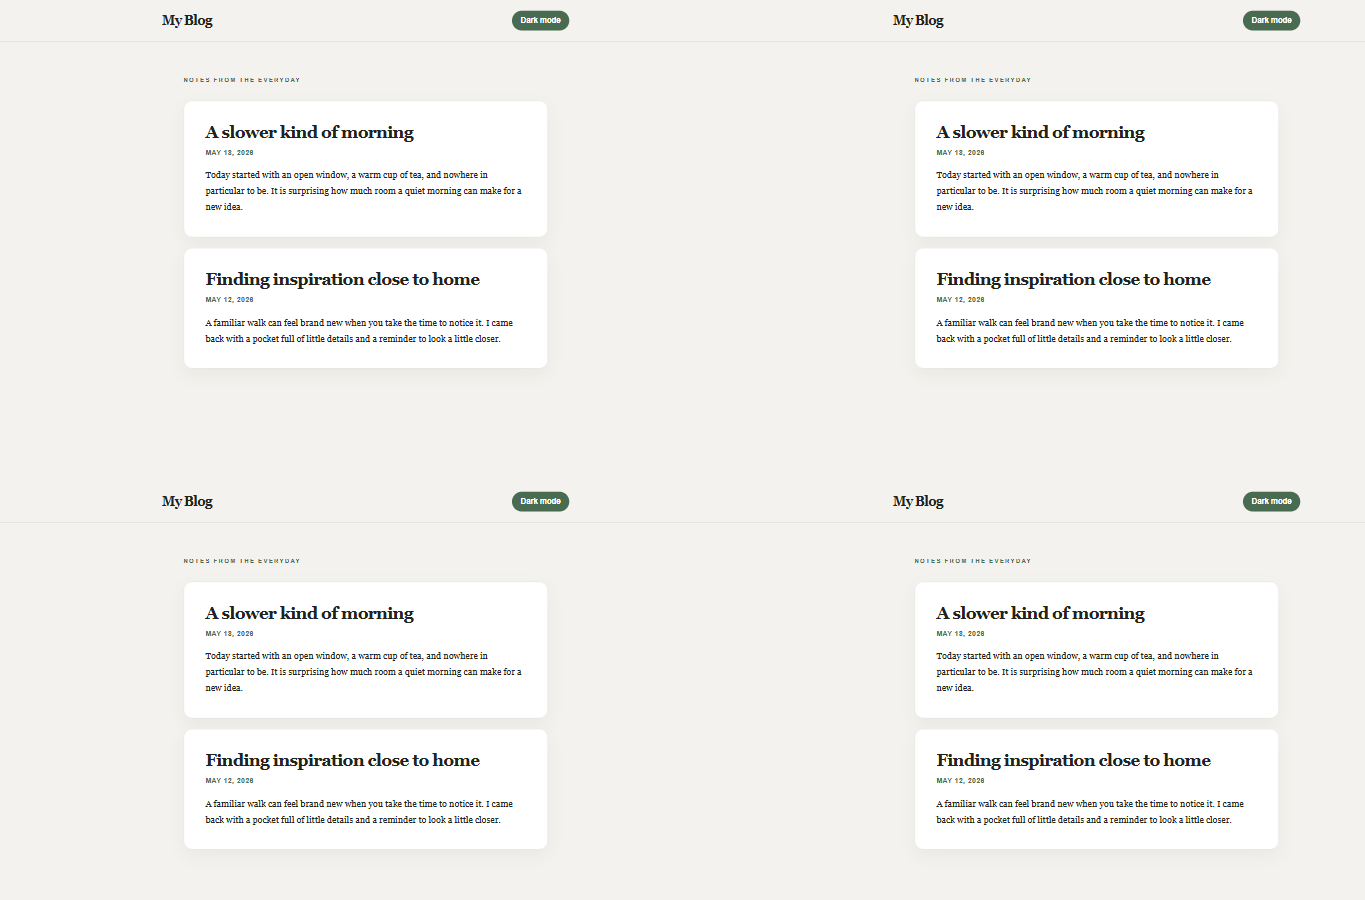 My Blog
Dark mode
NOTES FROM THE EVERYDAY
A slower kind of morning
MAY 13, 2026
Today started with an open window, a warm cup of tea, and nowhere in
particular to be. It is surprising how much room a quiet morning can make for a
new idea.
Finding inspiration close to home
MAY 12, 2026
A familiar walk can feel brand new when you take the time to notice it. I came
back with a pocket full of little details and a reminder to look a little closer.
My Blog
Dark mode
NOTES FROM THE EVERYDAY
A slower kind of morning
MAY 13, 2026
Today started with an open window, a warm cup of tea, and nowhere in
particular to be. It is surprising how much room a quiet morning can make for a
new idea.
Finding inspiration close to home
MAY 12, 2026
A familiar walk can feel brand new when you take the time to notice it. I came
back with a pocket full of little details and a reminder to look a little closer.
My Blog
Dark mode
NOTES FROM THE EVERYDAY
A slower kind of morning
MAY 13, 2026
Today started with an open window, a warm cup of tea, and nowhere in
particular to be. It is surprising how much room a quiet morning can make for a
new idea.
Finding inspiration close to home
MAY 12, 2026
A familiar walk can feel brand new when you take the time to notice it. I came
back with a pocket full of little details and a reminder to look a little closer.
My Blog
Dark mode
NOTES FROM THE EVERYDAY
A slower kind of morning
MAY 13, 2026
Today started with an open window, a warm cup of tea, and nowhere in
particular to be. It is surprising how much room a quiet morning can make for a
new idea.
Finding inspiration close to home
MAY 12, 2026
A familiar walk can feel brand new when you take the time to notice it. I came
back with a pocket full of little details and a reminder to look a little closer.